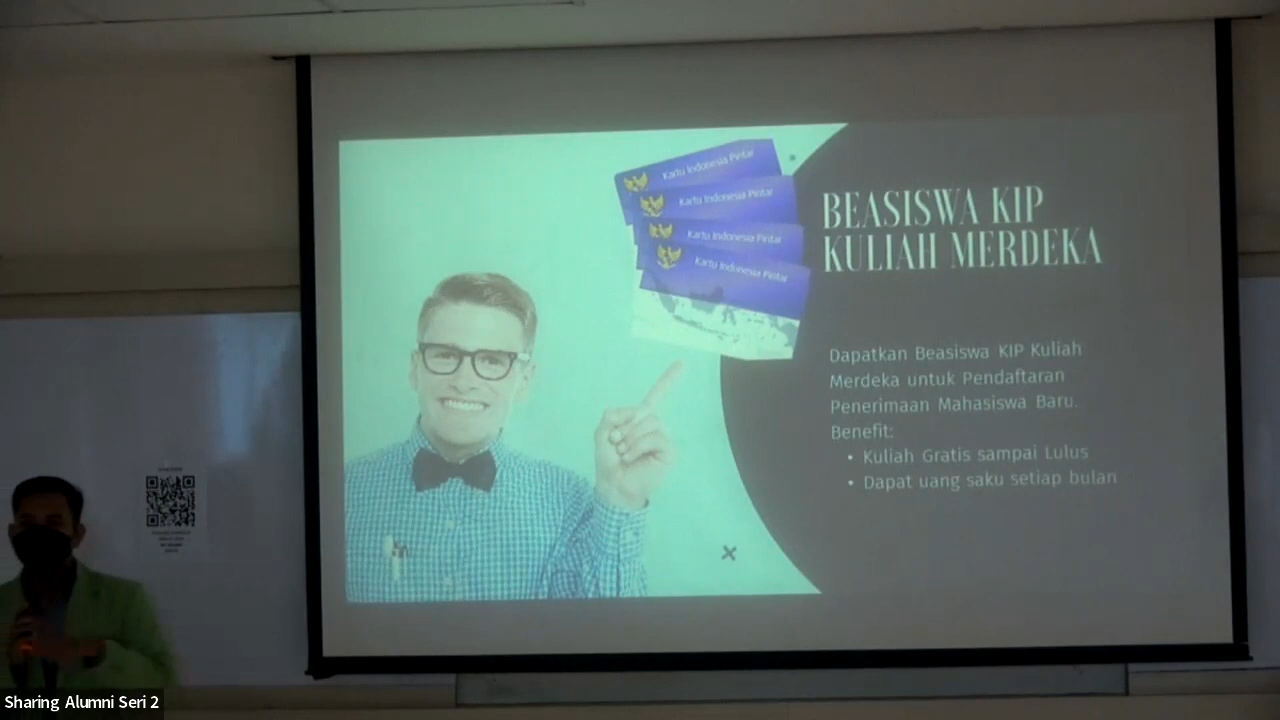 Kartu Indonesia Pintar
Kartu Indonesia Pintar
Kartu Indonesia Pintar
Kartu Indonesia Pintar
BEASISWA KIP
KULIAH MERDEKA
Dapatkan Beasiswa KIP Kuliah
Merdeka untuk Pendaftaran
Penerimaan Mahasiswa Baru.
Benefit:
• Kuliah Gratis sampai Lulus
• Dapat uang saku setiap bulan
Sharing Alumni Seri 2